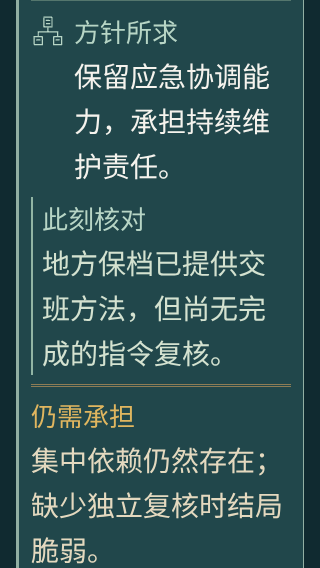 方针所求
保留应急协调能
力，承担持续维
护责任。
此刻核对
地方保档已提供交
班方法，但尚无完
成的指令复核。
仍需承担
集中依赖仍然存在；
缺少独立复核时结局
脆弱。